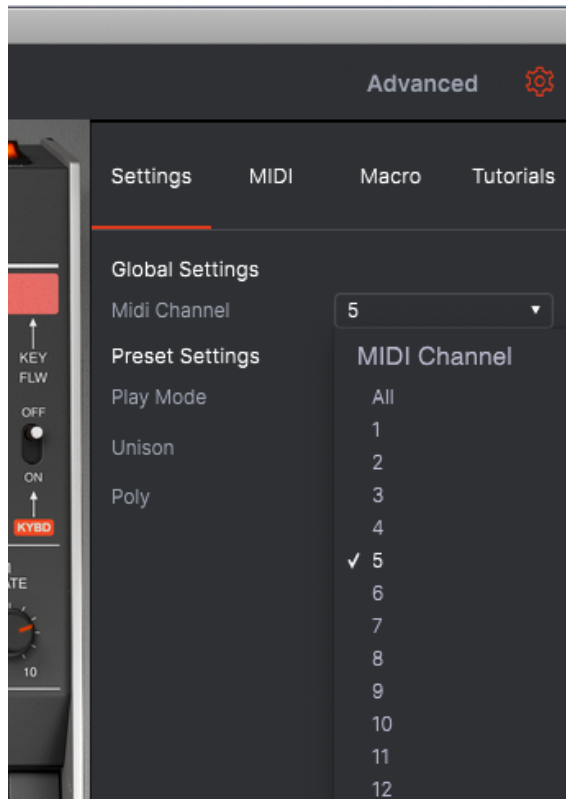 Advanced
Settings MIDI Macro Tutorials
Global Settings
Midi Channel 5
Preset Settings
Play Mode
Unison
Poly
MIDI Channel
All
1
2
3
4
✓ 5
6
7
8
9
10
11
12
KEY
FLW
OFF
ON
KYBD
10